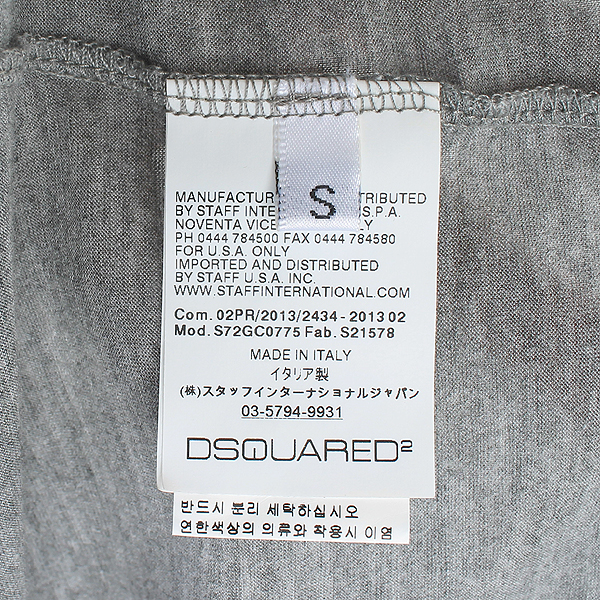 S
MANUFACTUR TRIBUTED
BY STAFF INTE S.P.A.
NOVENTA VICE LY
PH 0444 784500 FAX 0444 784580
FOR U.S.A. ONLY
IMPORTED AND DISTRIBUTED
BY STAFF U.S.A. INC.
WWW.STAFFINTERNATIONAL.COM
Com. 02PR/2013/2434 - 2013 02
Mod. S72GC0775 Fab. S21578
MADE IN ITALY
イタリア製
(株)スタッフインターナショナルジャパン
03-5794-9931
DSQUARED2
반드시 분리 세탁하십시오
연한색상의 의류와 착용시 이염